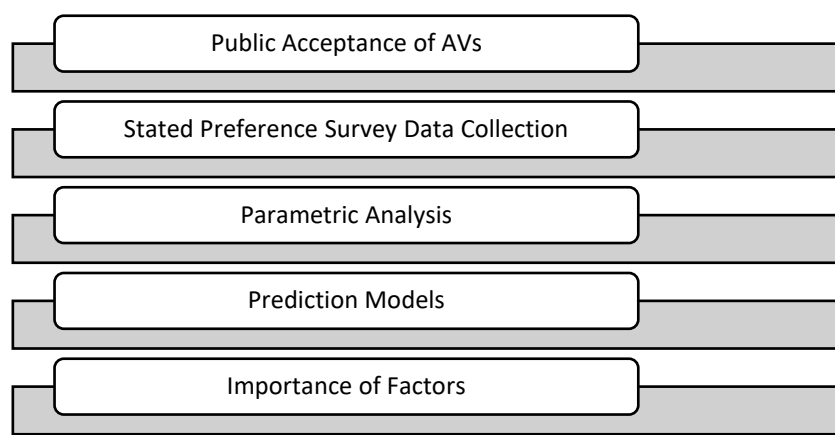 Public Acceptance of AVs
Stated Preference Survey Data Collection
Parametric Analysis
Prediction Models
Importance of Factors